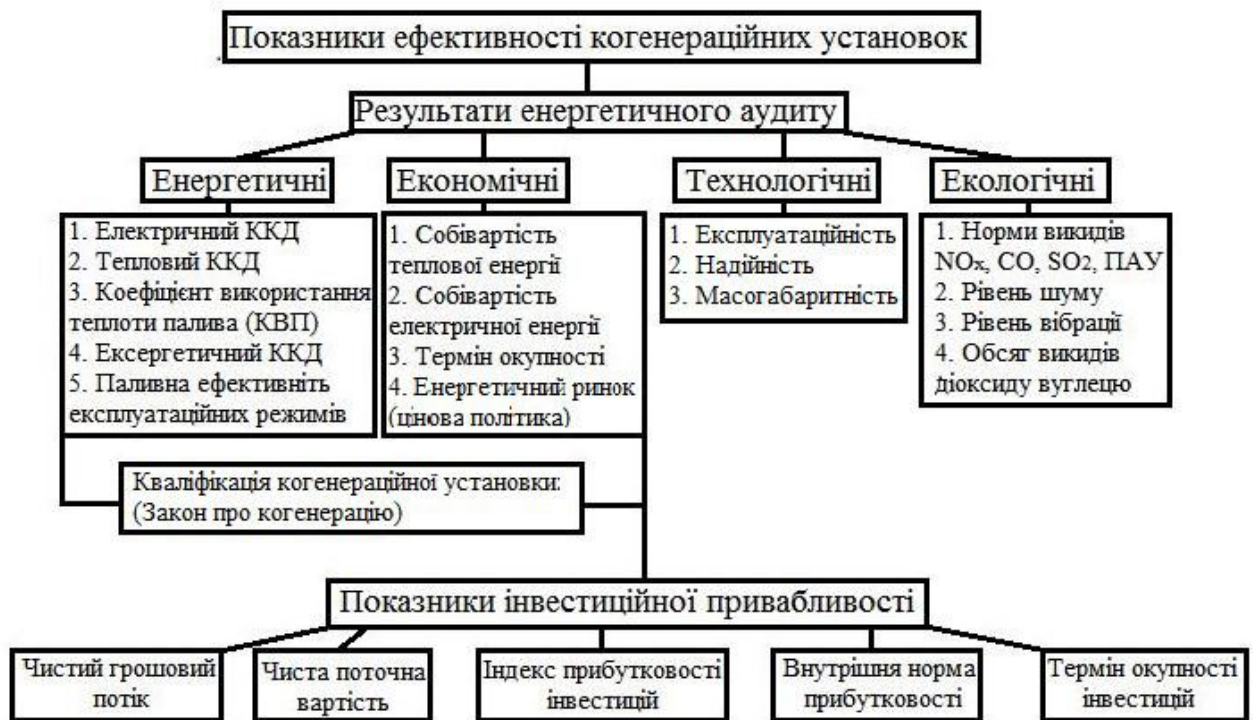 Показники ефективності когенераційних установок
Результати енергетичного аудиту
Енергетичні
1. Електричний ККД
2. Тепловий ККД
3. Коефіцієнт використання
теплоти палива (КВП)
4. Ексергетичний ККД
5. Паливна ефективніть
експлуатаційних режимів
Економічні
1. Собівартість
теплової енергії
2. Собівартість
електричної енергії
3. Термін окупності
4. Енергетичний ринок
(цінова політика)
Технологічні
1. Експлуатаційність
2. Надійність
3. Масогабаритність
Екологічні
1. Норми викидів
NOx, CO, SO2, ПАУ
2. Рівень шуму
3. Рівень вібрації
4. Обсяг викидів
діоксиду вуглецю
Кваліфікація когенераційної установки:
(Закон про когенерацію)
Показники інвестиційної привабливості
Чистий грошовий
потік
Чиста поточна
вартість
Індекс прибутковості
інвестицій
Внутрішня норма
прибутковості
Термін окупності
інвестицій